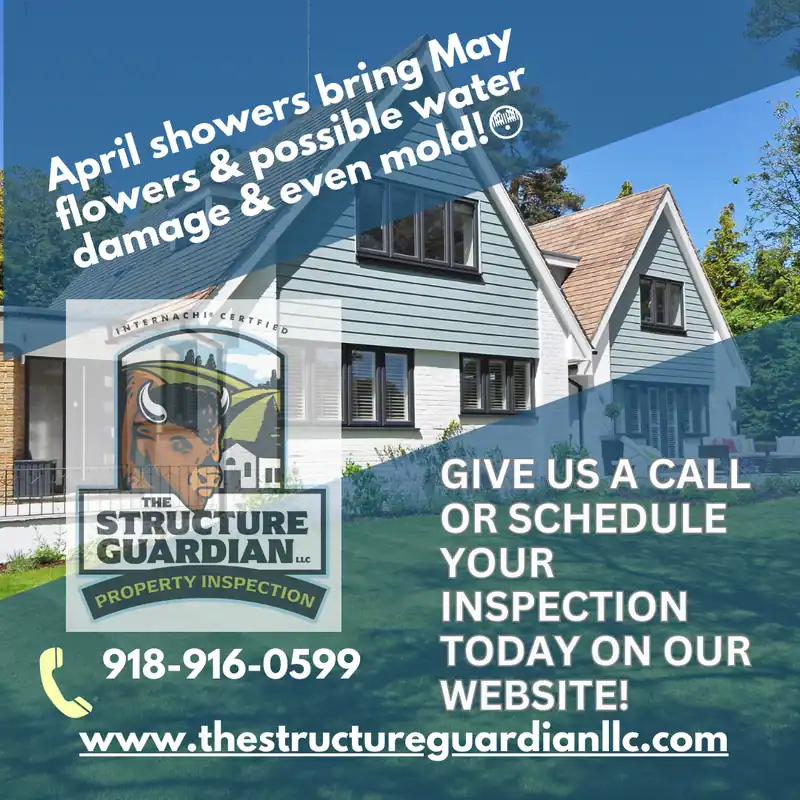 April showers bring May
flowers & possible water
damage & even mold!
INTERNACHI® CERTFIED
THE
STRUCTURE
GUARDIAN LLC
PROPERTY INSPECTION
GIVE US A CALL
OR SCHEDULE
YOUR
INSPECTION
TODAY ON OUR
WEBSITE!
918-916-0599
www.thestructureguardianllc.com